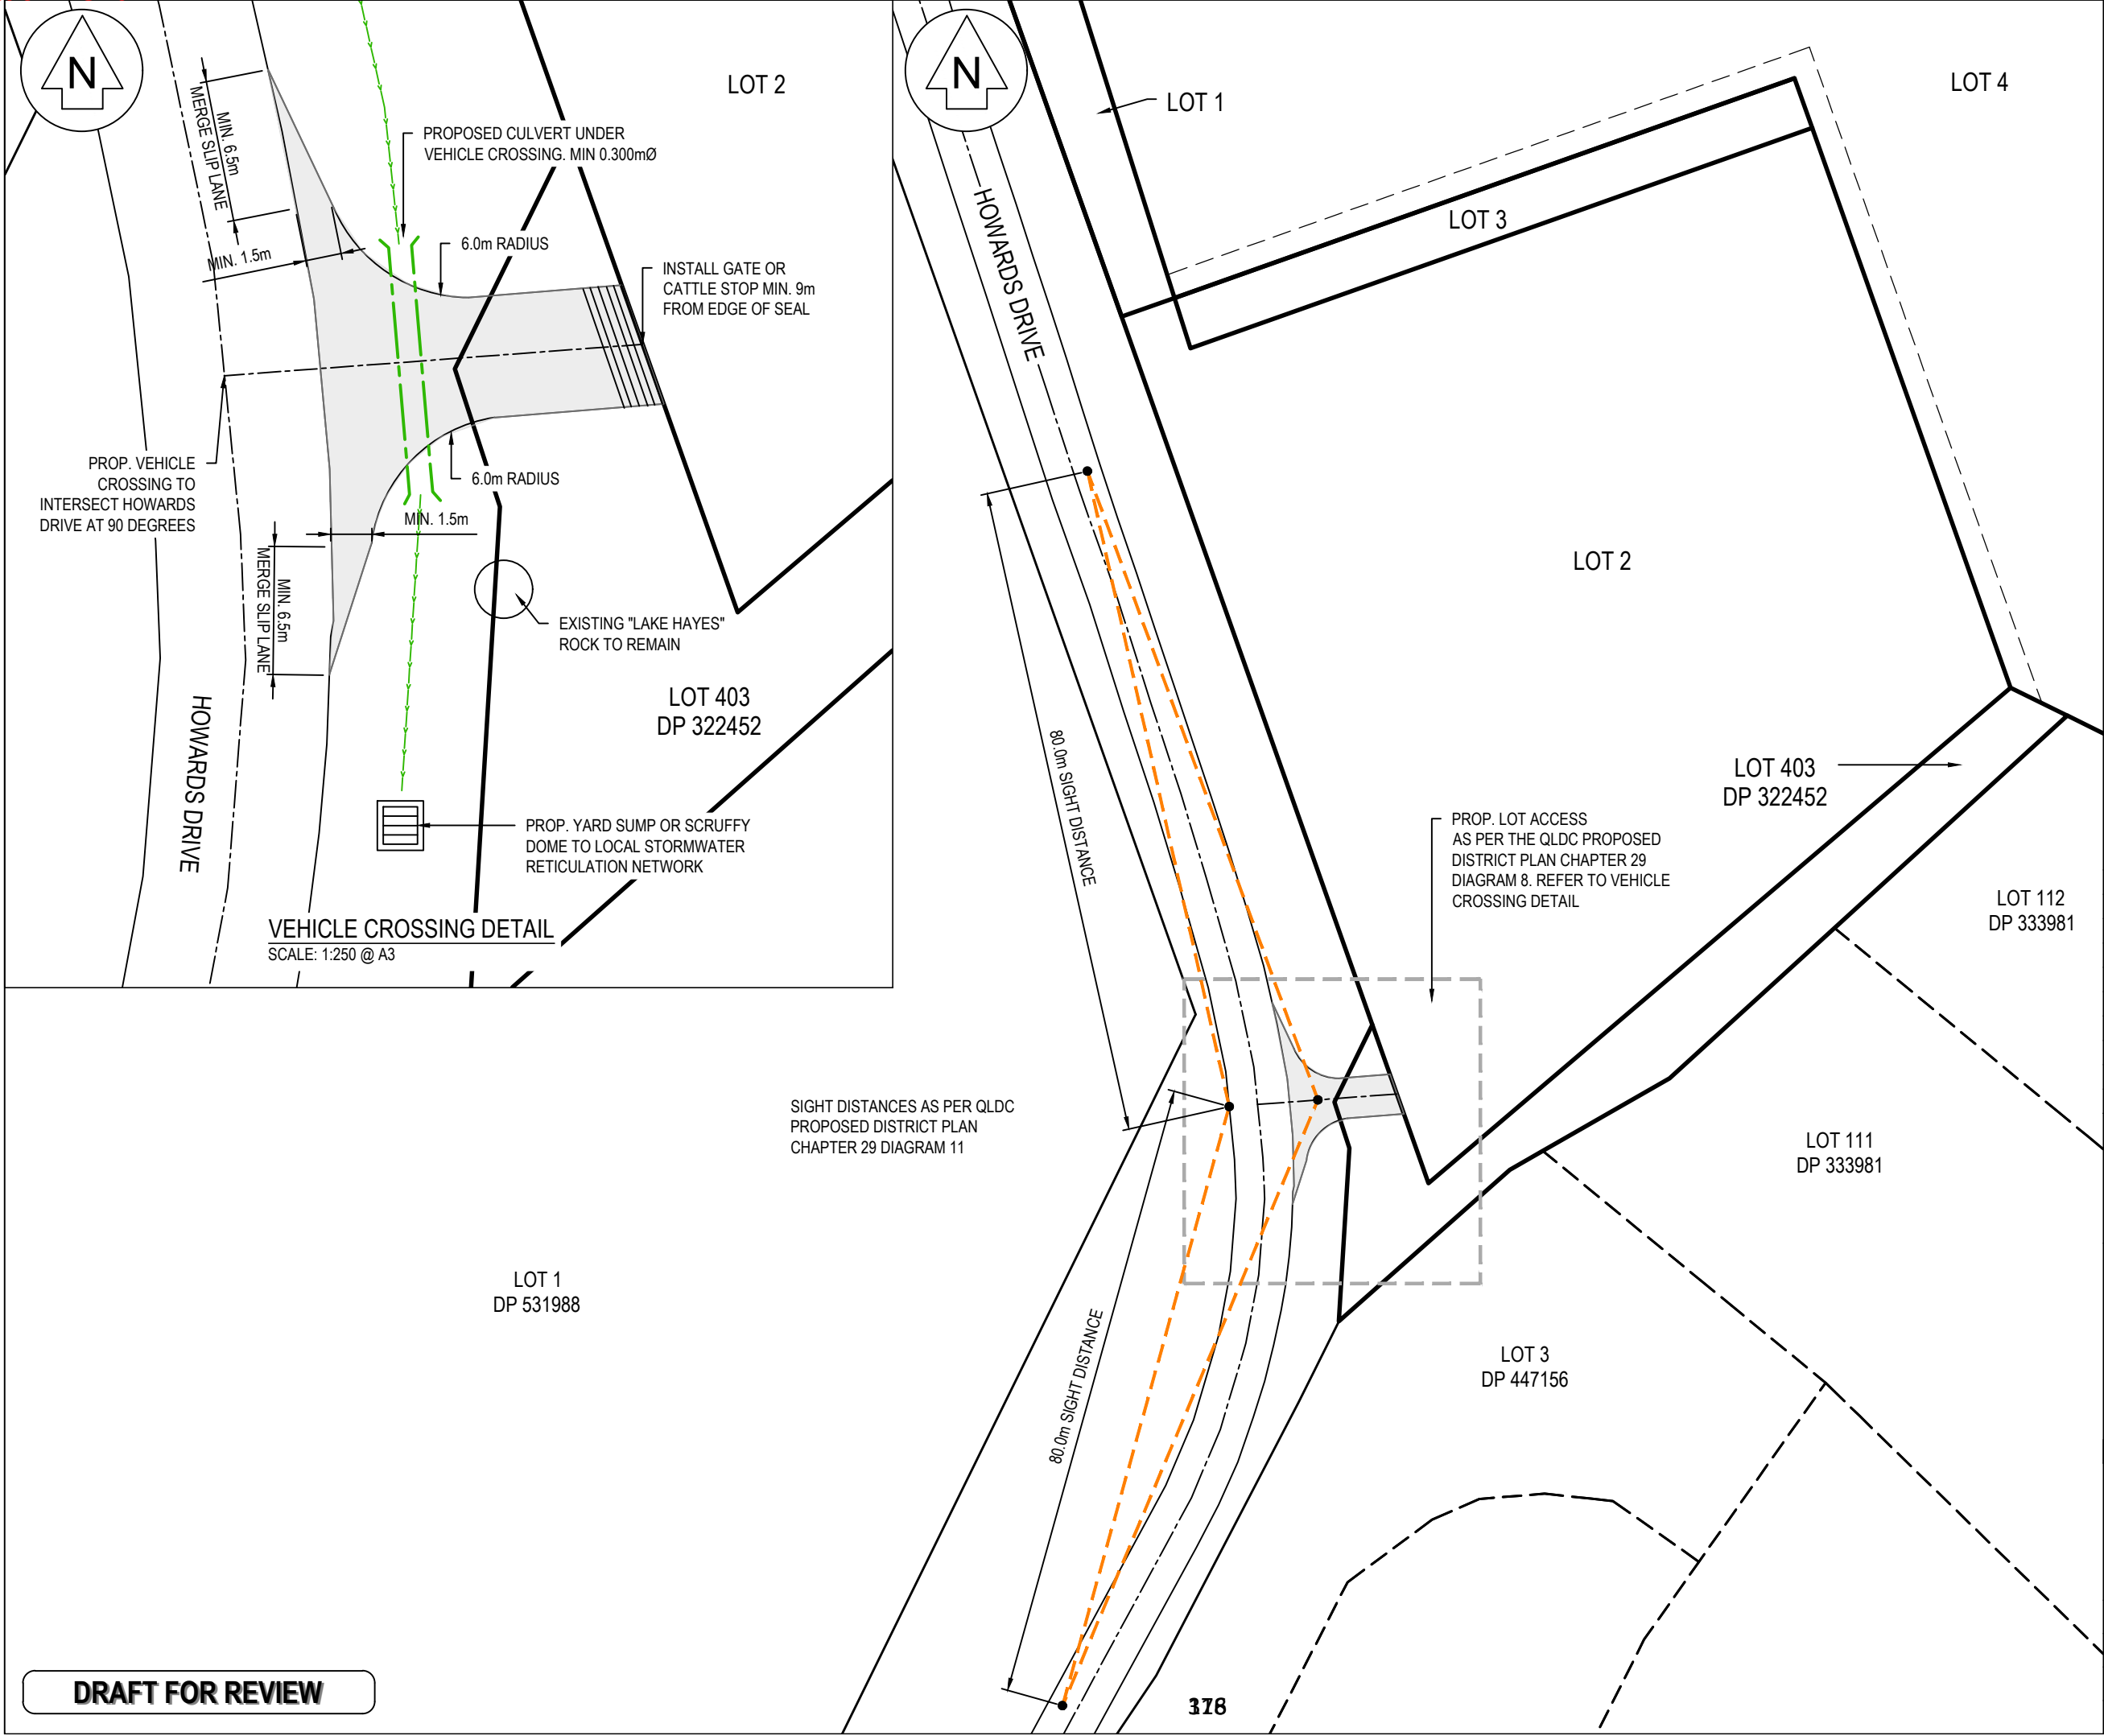 N
LOT 2
MIN. 6.5m
MERGE SLIP LANE
PROPOSED CULVERT UNDER
VEHICLE CROSSING. MIN 0.300mØ
MIN. 1.5m
6.0m RADIUS
INSTALL GATE OR
CATTLE STOP MIN. 9m
FROM EDGE OF SEAL
PROP. VEHICLE
CROSSING TO
INTERSECT HOWARDS
DRIVE AT 90 DEGREES
6.0m RADIUS
MIN. 1.5m
MIN. 6.5m
MERGE SLIP LANE
EXISTING "LAKE HAYES"
ROCK TO REMAIN
LOT 403
DP 322452
HOWARDS DRIVE
PROP. YARD SUMP OR SCRUFFY
DOME TO LOCAL STORMWATER
RETICULATION NETWORK
VEHICLE CROSSING DETAIL
SCALE: 1:250 @ A3
N
LOT 1
LOT 4
LOT 3
HOWARDS DRIVE
LOT 2
80.0m SIGHT DISTANCE
LOT 403
DP 322452
PROP. LOT ACCESS
AS PER THE QLDC PROPOSED
DISTRICT PLAN CHAPTER 29
DIAGRAM 8. REFER TO VEHICLE
CROSSING DETAIL
LOT 112
DP 333981
SIGHT DISTANCES AS PER QLDC
PROPOSED DISTRICT PLAN
CHAPTER 29 DIAGRAM 11
LOT 111
DP 333981
LOT 1
DP 531988
80.0m SIGHT DISTANCE
LOT 3
DP 447156
DRAFT FOR REVIEW